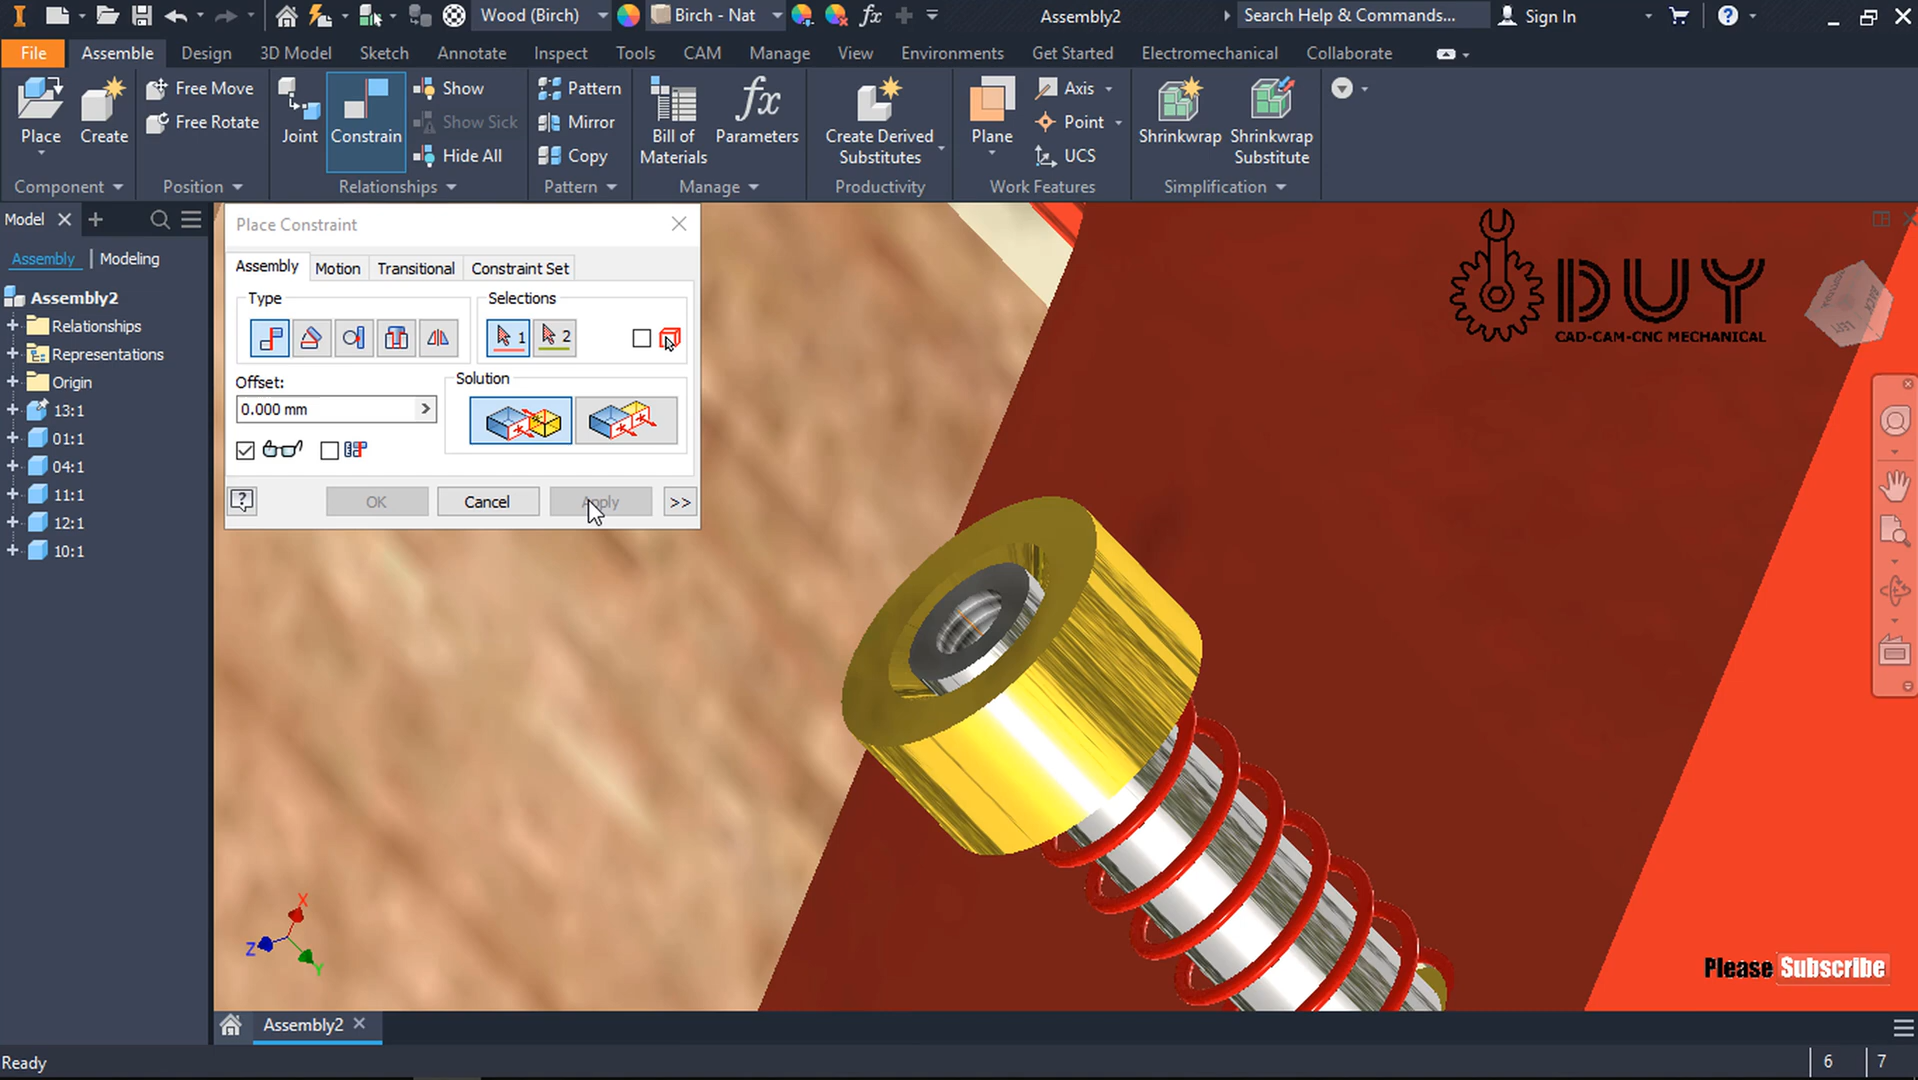 Wood (Birch)
Birch - Nat
fx
Assembly2
Search Help & Commands...
Sign In
File
Assemble
Design
3D Model
Sketch
Annotate
Inspect
Tools
CAM
Manage
View
Environments
Get Started
Electromechanical
Collaborate
Place
Create
Free Move
Free Rotate
Component
Position
Joint
Constrain
Show
Show Sick
Hide All
Relationships
Pattern
Mirror
Copy
Pattern
Bill of
Materials
fx
Parameters
Manage
Create Derived
Substitutes
Productivity
Plane
Axis
Point
UCS
Work Features
Shrinkwrap
Shrinkwrap
Substitute
Simplification
Model
Assembly
Modeling
Assembly2
Relationships
Representations
Origin
13:1
01:1
04:1
11:1
12:1
10:1
Place Constraint
Assembly
Motion
Transitional
Constraint Set
Type
Selections
1
2
Offset:
0.000 mm
Solution
OK
Cancel
Apply
>>
DUY
CAD-CAM-CNC MECHANICAL
BACK
LEFT
X
Z
Y
Please Subscribe
Assembly2
Ready
6
7